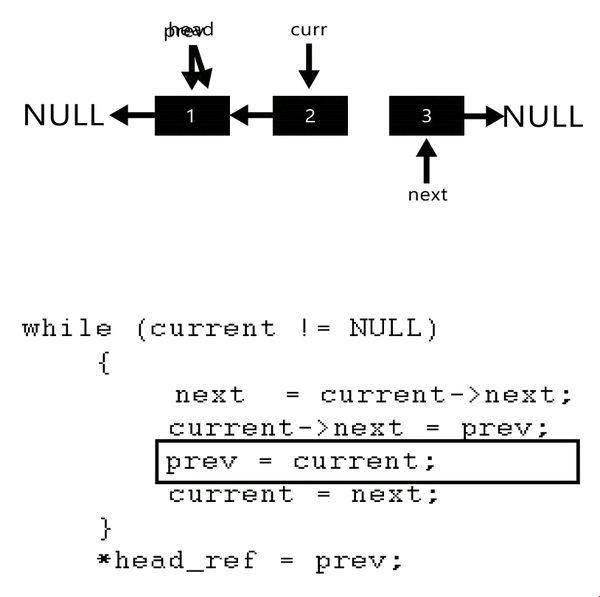 prev head curr
NULL 1 2 3 NULL
next
while (current != NULL)
{
next = current->next;
current->next = prev;
prev = current;
current = next;
}
*head_ref = prev;